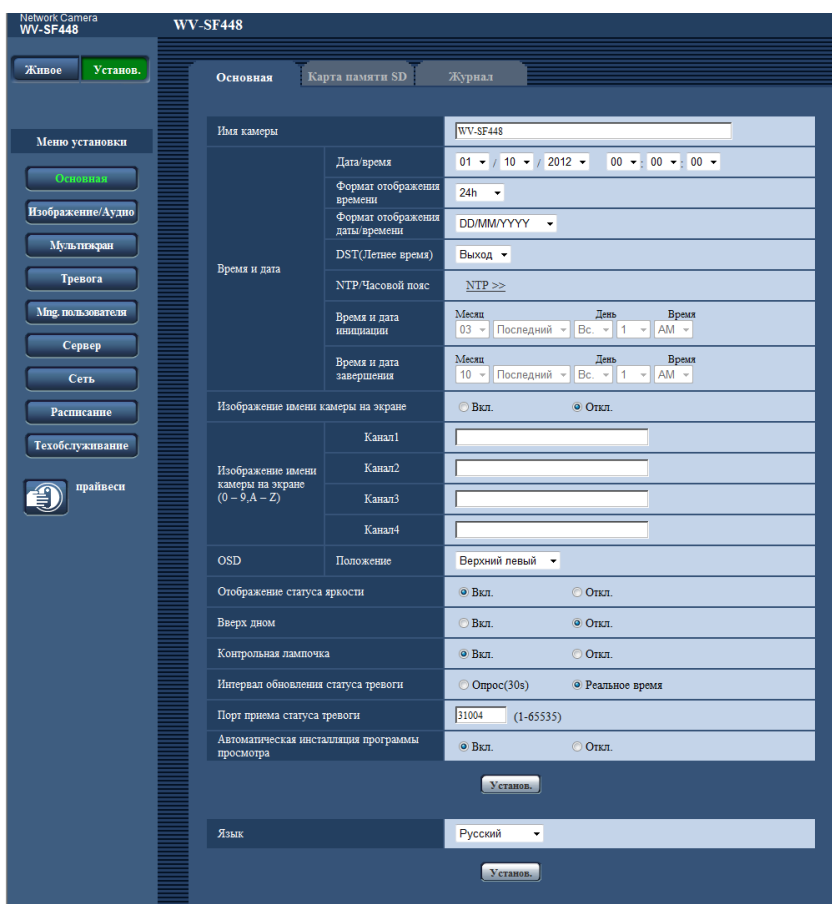 Network Camera
WV-SF448
WV-SF448
Живое
Установ.
Меню установки
Основная
Изображение/Аудио
Мультиэкран
Тревога
Mng. пользователя
Сервер
Сеть
Расписание
Техобслуживание
прайвеси
Основная
Карта памяти SD
Журнал
Имя камеры
WV-SF448
Время и дата
Дата/время
01 / 10 / 2012 00 : 00 : 00
Формат отображения
времени
24h
Формат отображения
даты/времени
DD/MM/YYYY
DST(Летнее время)
Выход
NTP/Часовой пояс
NTP >>
Время и дата
инициации
Месяц День Время
03 Последний Вс. 1 AM
Время и дата
завершения
Месяц День Время
10 Последний Вс. 1 AM
Изображение имени камеры на экране
Вкл. Откл.
Изображение имени
камеры на экране
(0 – 9,A – Z)
Канал1
Канал2
Канал3
Канал4
OSD
Положение
Верхний левый
Отображение статуса яркости
Вкл. Откл.
Вверх дном
Вкл. Откл.
Контрольная лампочка
Вкл. Откл.
Интервал обновления статуса тревоги
Опрос(30s) Реальное время
Порт приема статуса тревоги
31004 (1-65535)
Автоматическая инсталляция программы
просмотра
Вкл. Откл.
Установ.
Язык
Русский
Установ.